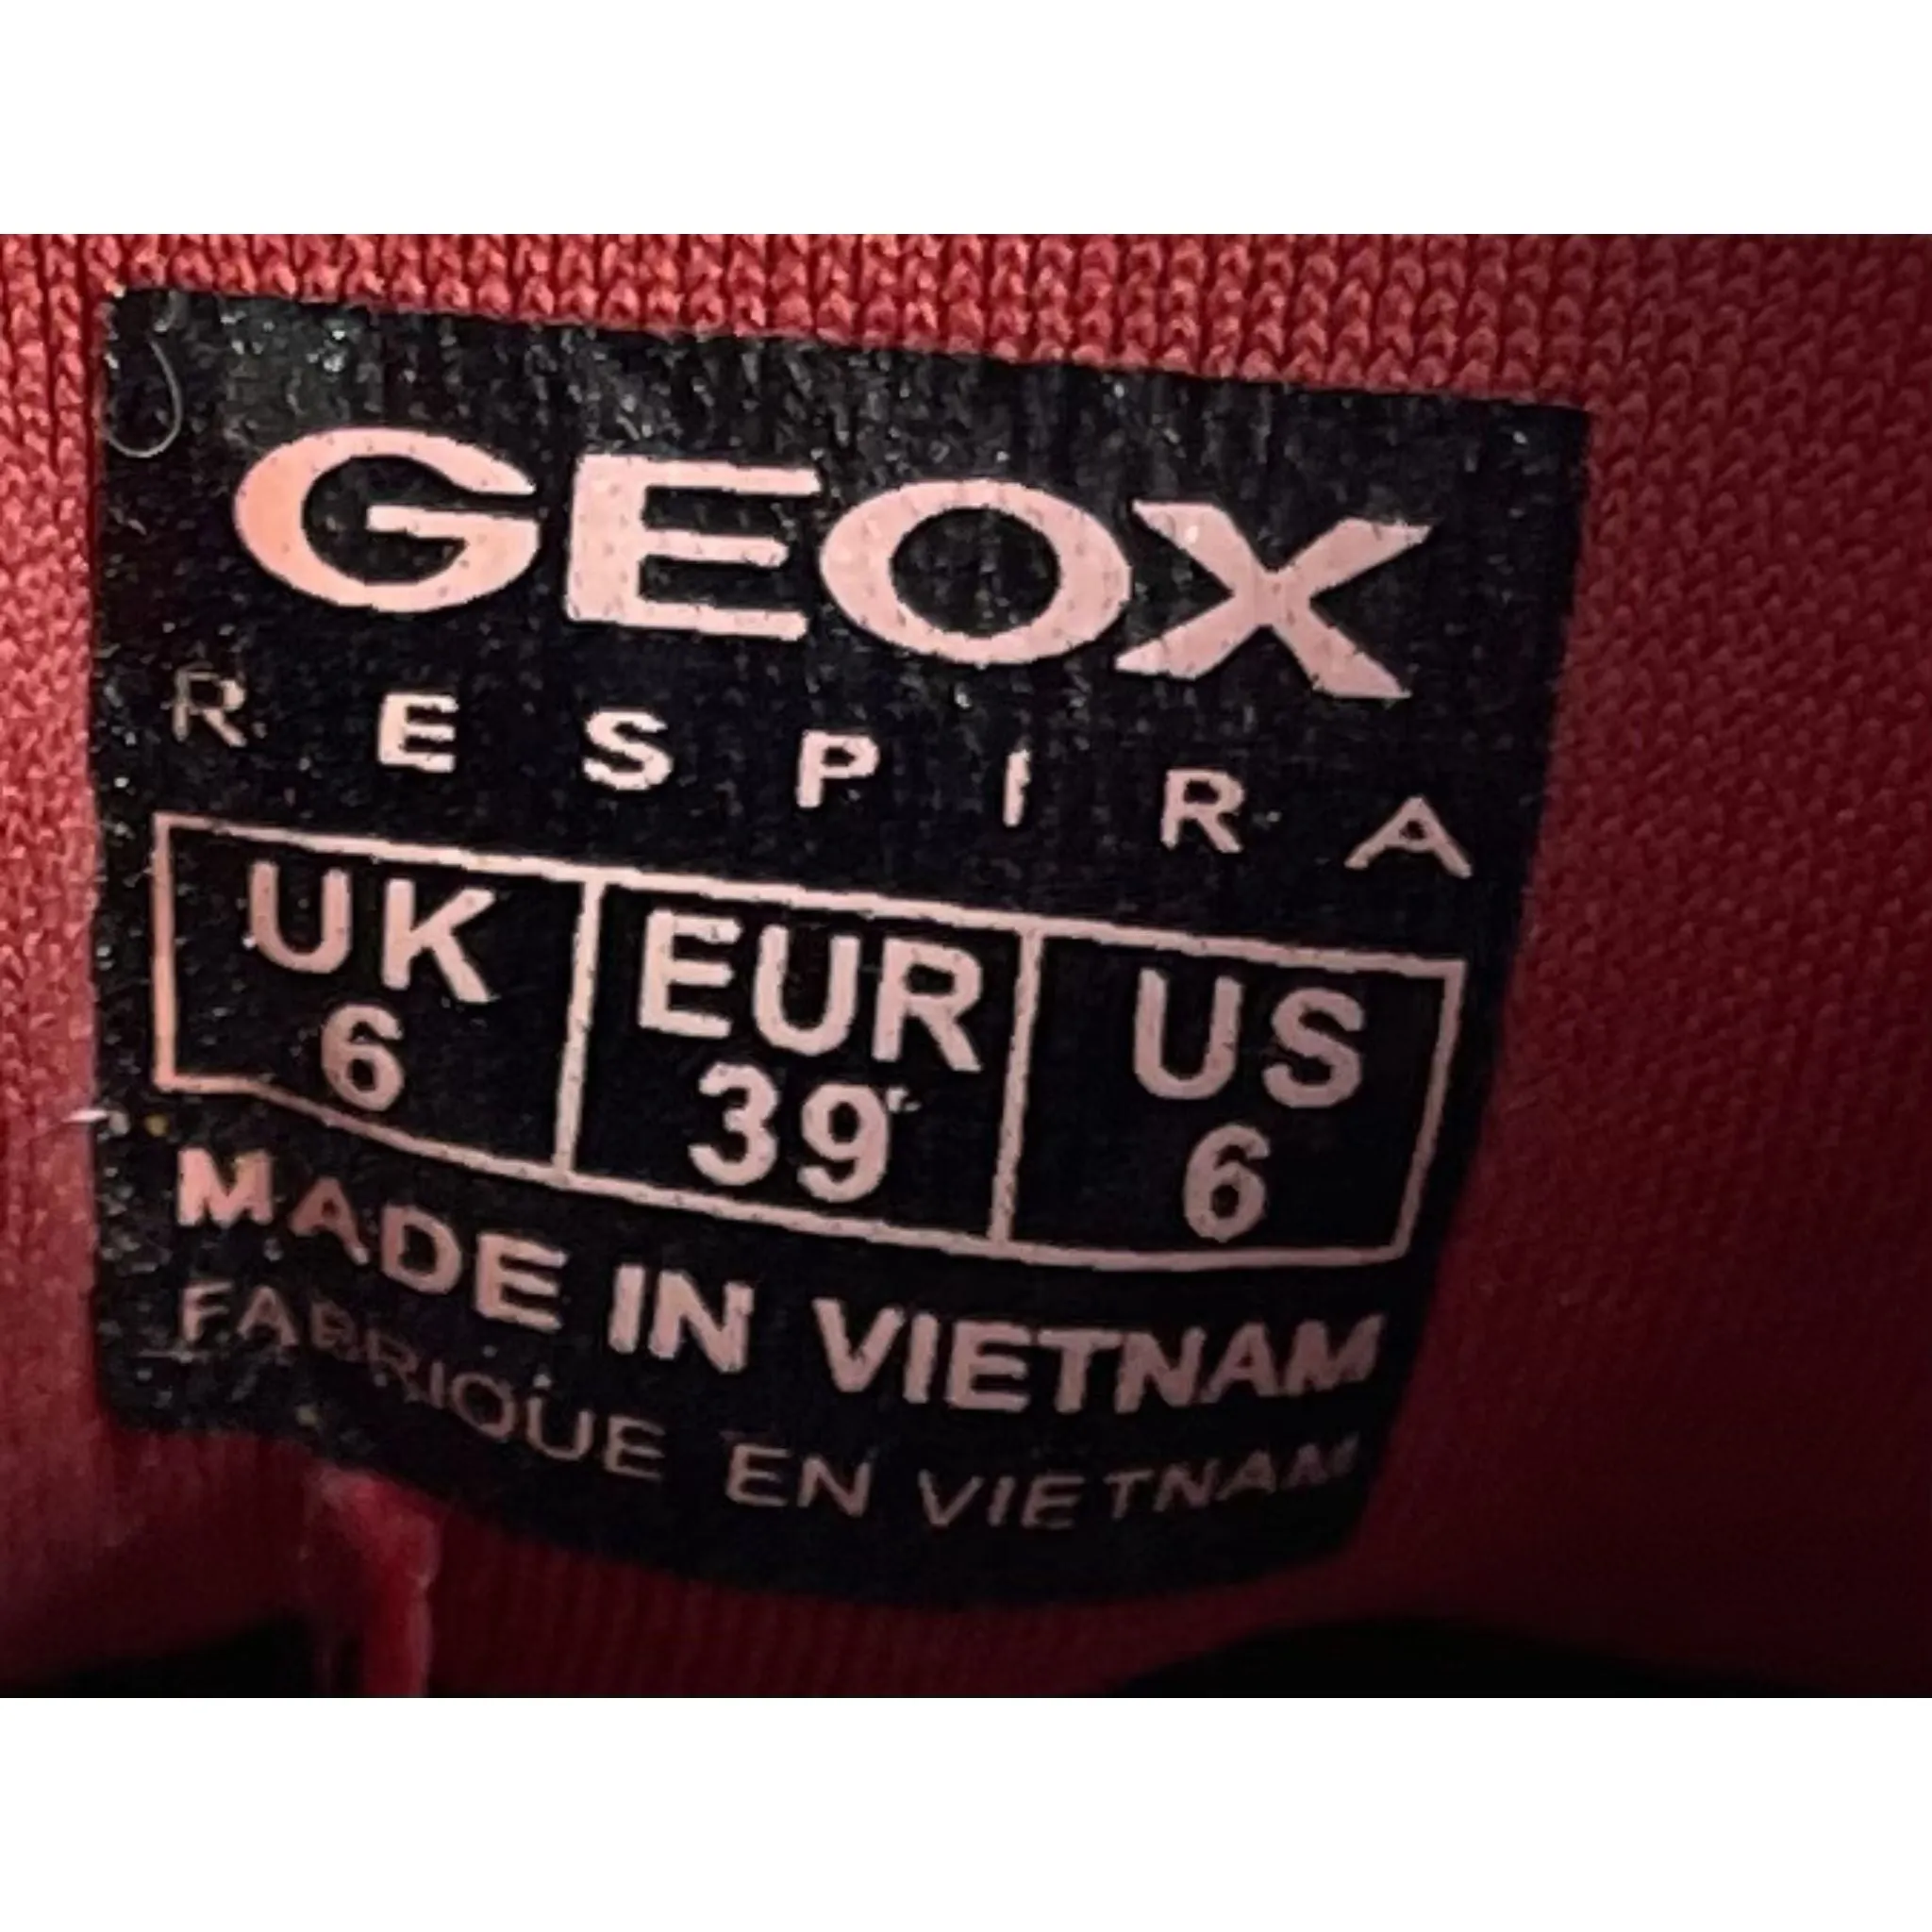 GEOX
RESPIRA
UK EUR US
6 39 6
MADE IN VIETNAM
FABRIQUE EN VIETNAM